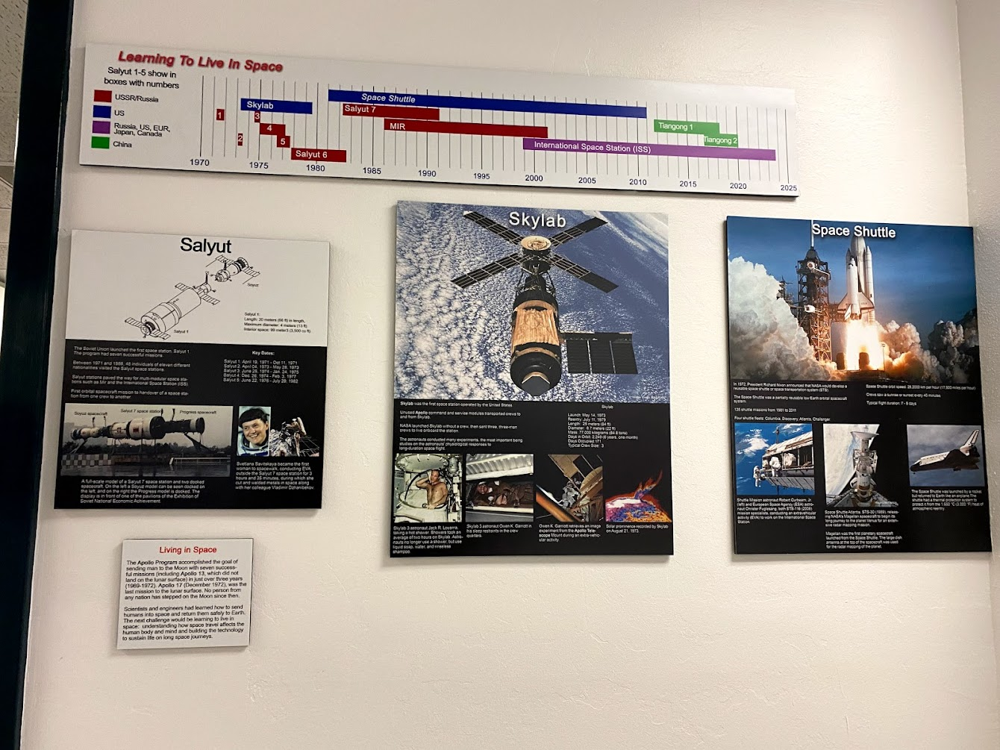 Learning To Live In Space
Salyut 1-5 show in
boxes with numbers
USSR/Russia
US
Russia, US, EUR,
Japan, Canada
China
Skylab
Space Shuttle
1
3
Salyut 7
Tiangong 1
4
MIR
2
5
Tiangong 2
Salyut 6
International Space Station (ISS)
1970
1975
1980
1985
1990
1995
2000
2005
2010
2015
2020
2025
Salyut
Soyuz
Salyut 1
Salyut 1:
Length: 20 meters (66 ft) in length,
Maximum diameter: 4 meters (13 ft)
Interior space: 99 meter3 (3,500 cu ft)
The Soviet Union launched the first space station, Salyut 1.
The program had seven successful missions.
Between 1971 and 1986, 48 individuals of eleven different
nationalities visited the Salyut space stations.
Salyut stations paved the way for multi-modular space sta-
tions such as Mir and the International Space Station (ISS)
First orbital spacecraft mission to handover of a space sta-
tion from one crew to another.
Key Dates:
Salyut 1: April 19, 1971 - Oct 11, 1971
Salyut 2: April 04, 1973 - May 28, 1973
Salyut 3: June 25, 1974 - Jan. 24, 1975
Salyut 4: Dec. 26, 1974 - Feb. 3, 1977
Salyut 5: June 22, 1976 - July 29, 1982
Soyuz spacecraft
Salyut 7 space station
Progress spacecraft
A full-scale model of a Salyut 7 space station and two docked
spacecraft. On the left a Soyuz model can be seen docked on
the left, and on the right the Progress model is docked. The
display is in front of one of the pavilions of the Exhibition of
Soviet National Economic Achievement.
Svetlana Savitskaya became the first
woman to spacewalk, conducting EVA
outside the Salyut 7 space station for 3
hours and 35 minutes, during which she
cut and welded metals in space along
with her colleague Vladimir Dzhanibekov.
Living in Space
The Apollo Program accomplished the goal of
sending man to the Moon with seven success-
ful missions (including Apollo 13, which did not
land on the lunar surface) in just over three years
(1969-1972). Apollo 17 (December 1972), was the
last mission to the lunar surface. No person from
any nation has stepped on the Moon since then.
Scientists and engineers had learned how to send
humans into space and return them safely to Earth.
The next challenge would be learning to live in
space: understanding how space travel affects the
human body and mind and building the technology
to sustain life on long space journeys.
Skylab
Skylab was the first space station operated by the United States.
Unused Apollo command and service modules transported crews to
and from Skylab.
NASA launched Skylab without a crew, then sent three, three-man
crews to live onboard the station.
The astronauts conducted many experiments, the most important being
studies on the astronauts' physiological responses to
long-duration space flight.
Skylab
Launch: May 14, 1973
Reentry: July 11, 1979
Length: 25 meters (84 ft)
Diameter: 6.7 meters (22 ft)
Mass: 77,000 kilograms (84.8 tons)
Days in Orbit: 2,249 (6 years, one month)
Days Occupied 171
Typical Crew Size: 3
Skylab 3 astronaut Jack R. Lousma,
taking a hot shower. Showers took an
average of two hours on Skylab. Astro-
nauts no longer use a shower, but use
liquid soap, water, and rinseless
shampoo.
Skylab 3 astronaut Owen K. Garriott in
his sleep restraints in the crew
quarters.
Owen K. Garriott retrieves an image
experiment from the Apollo Tele-
scope Mount during an extra-vehic-
ular activity.
Solar prominence recorded by Skylab
on August 21, 1973.
Space Shuttle
In 1972, President Richard Nixon announced that NASA would develop a
reusable space shuttle or space transportation system (STS)
The Space Shuttle was a partially reusable low Earth orbital spacecraft
system.
135 shuttle missions from 1981 to 2011
Four shuttle fleets: Columbia, Discovery, Atlantis, Challenger
Space Shuttle orbit speed: 28,2000 km per hour (17,500 miles per hour)
Crews saw a sunrise or sunset every 45 minutes
Typical flight duration: 7 - 8 days
Shuttle Mission astronaut Robert Curbeam, Jr.
(left) and European Space Agency (ESA) astro-
naut Christer Fuglesang, both STS-116 (2006)
mission specialists, conducting an extravehicular
activity (EVA) to work on the International Space
Station.
Space Shuttle Atlantis, STS-30 (1989), releas-
ing NASA's Magellan spacecraft to begin its
long journey to the planet Venus for an exten-
sive radar mapping mission.
Magellan was the first planetary spacecraft
launched from the Space Shuttle. The large dish
antenna at the top of the spacecraft was used
for the radar mapping of the planet.
The Space Shuttle was launched by a rocket
but returned to Earth like an airplane. The
shuttle had a thermal protection system to
protect it from the 1,650 °C (3,000 °F) heat of
atmospheric reentry.